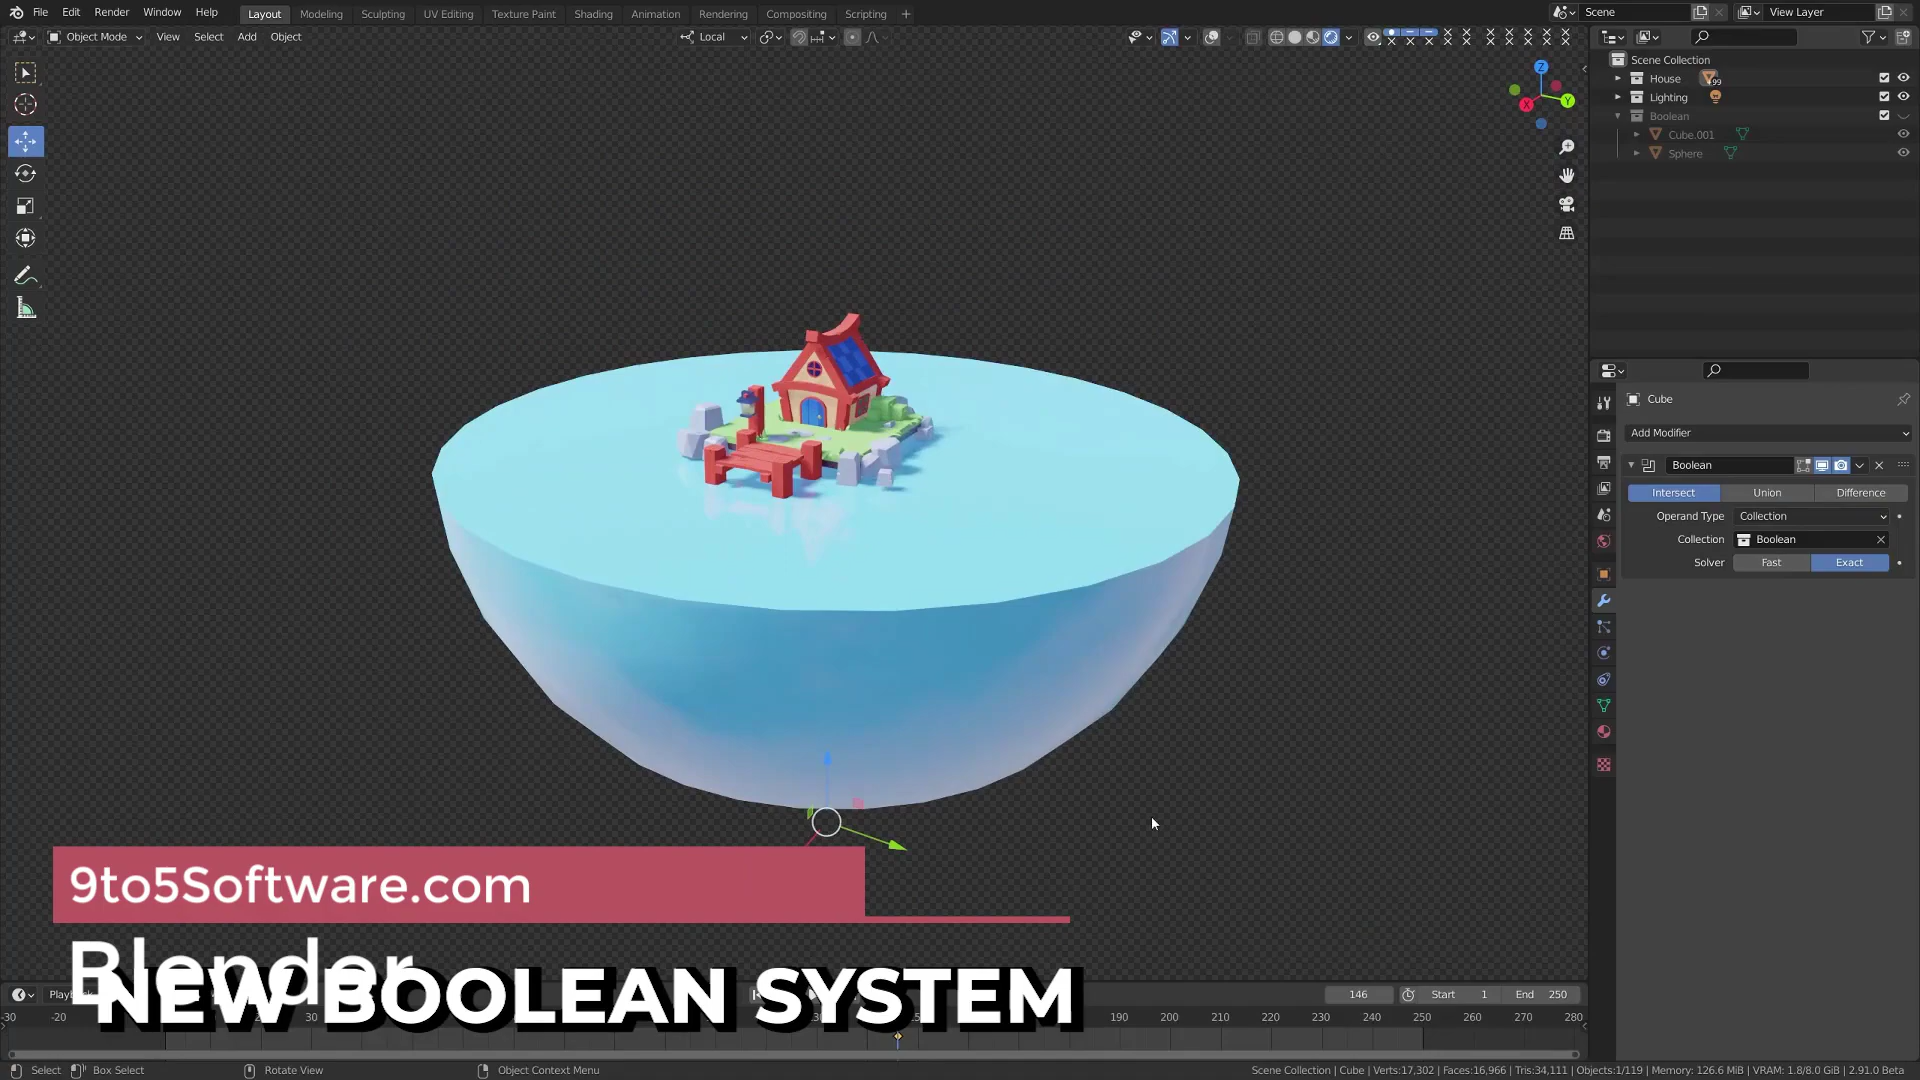 File Edit Render Window Help Layout Modeling Sculpting UV Editing Texture Paint Shading Animation Rendering Compositing Scripting + Scene View Layer
Object Mode View Select Add Object Local
Scene Collection
House 99
Lighting
Boolean
Cube.001
Sphere
Z
Y
X
Cube
Add Modifier
Boolean
Intersect Union Difference
Operand Type Collection
Collection Boolean
Solver Fast Exact
9to5Software.com
Blender
NEW BOOLEAN SYSTEM
146 Start 1 End 250
-30 -20 190 200 210 220 230 240 250 260 270 280
Select Box Select Rotate View Object Context Menu Scene Collection | Cube | Verts:17,302 | Faces:16,966 | Tris:34,111 | Objects:1/119 | Memory: 126.6 MiB | VRAM: 1.8/8.0 GiB | 2.91.0 Beta